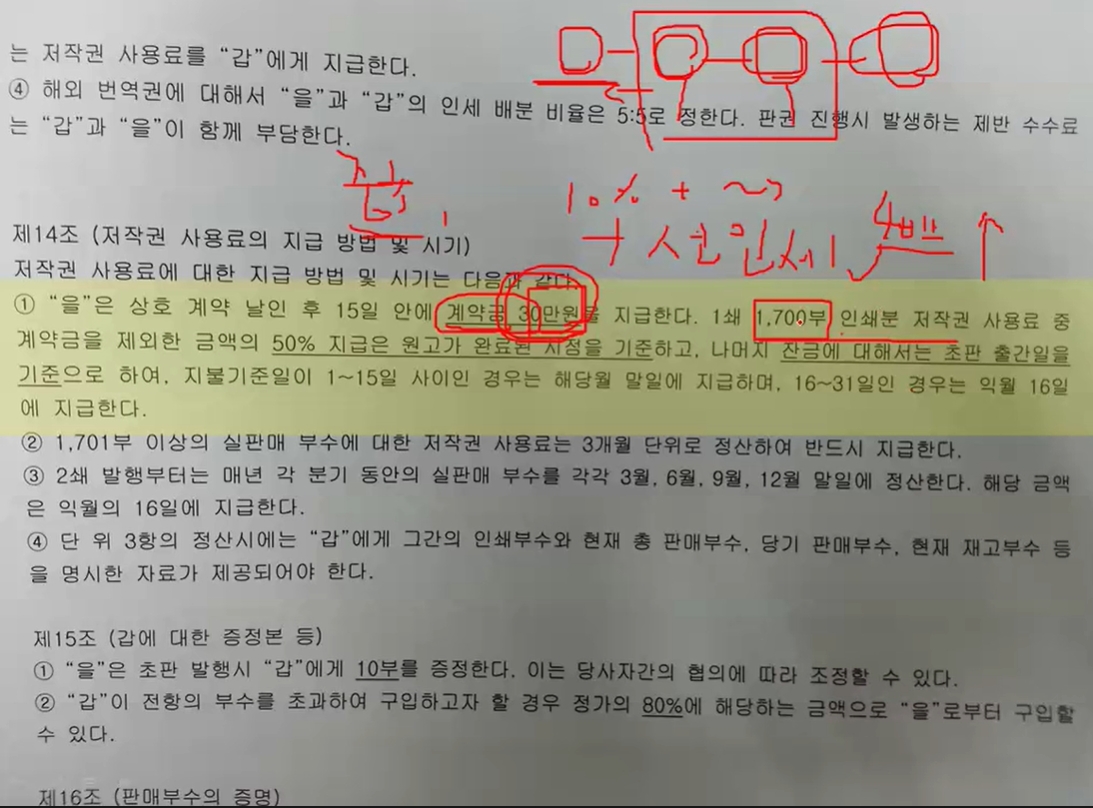 는 저작권 사용료를 “갑”에게 지급한다.
④ 해외 번역권에 대해서 “을”과 “갑”의 인세 배분 비율은 5:5로 정한다. 판권 진행시 발생하는 제반 수수료
는 “갑”과 “을”이 함께 부담한다.
10% +
+ 선인세
제14조 (저작권 사용료의 지급 방법 및 시기)
저작권 사용료에 대한 지급 방법 및 시기는 다음과 같다.
① “을”은 상호 계약 날인 후 15일 안에 계약금 30만원을 지급한다. 1쇄 1,700부 인쇄분 저작권 사용료 중
계약금을 제외한 금액의 50% 지급은 원고가 완료된 시점을 기준하고, 나머지 잔금에 대해서는 초판 출간일을
기준으로 하여, 지불기준일이 1~15일 사이인 경우는 해당월 말일에 지급하며, 16~31일인 경우는 익월 16일
에 지급한다.
② 1,701부 이상의 실판매 부수에 대한 저작권 사용료는 3개월 단위로 정산하여 반드시 지급한다.
③ 2쇄 발행부터는 매년 각 분기 동안의 실판매 부수를 각각 3월, 6월, 9월, 12월 말일에 정산한다. 해당 금액
은 익월의 16일에 지급한다.
④ 단 위 3항의 정산시에는 “갑”에게 그간의 인쇄부수와 현재 총 판매부수, 당기 판매부수, 현재 재고부수 등
을 명시한 자료가 제공되어야 한다.
제15조 (갑에 대한 증정본 등)
① “을”은 초판 발행시 “갑”에게 10부를 증정한다. 이는 당사자간의 협의에 따라 조정할 수 있다.
② “갑”이 전항의 부수를 초과하여 구입하고자 할 경우 정가의 80%에 해당하는 금액으로 “을”로부터 구입할
수 있다.
제16조 (판매부수의 증명)